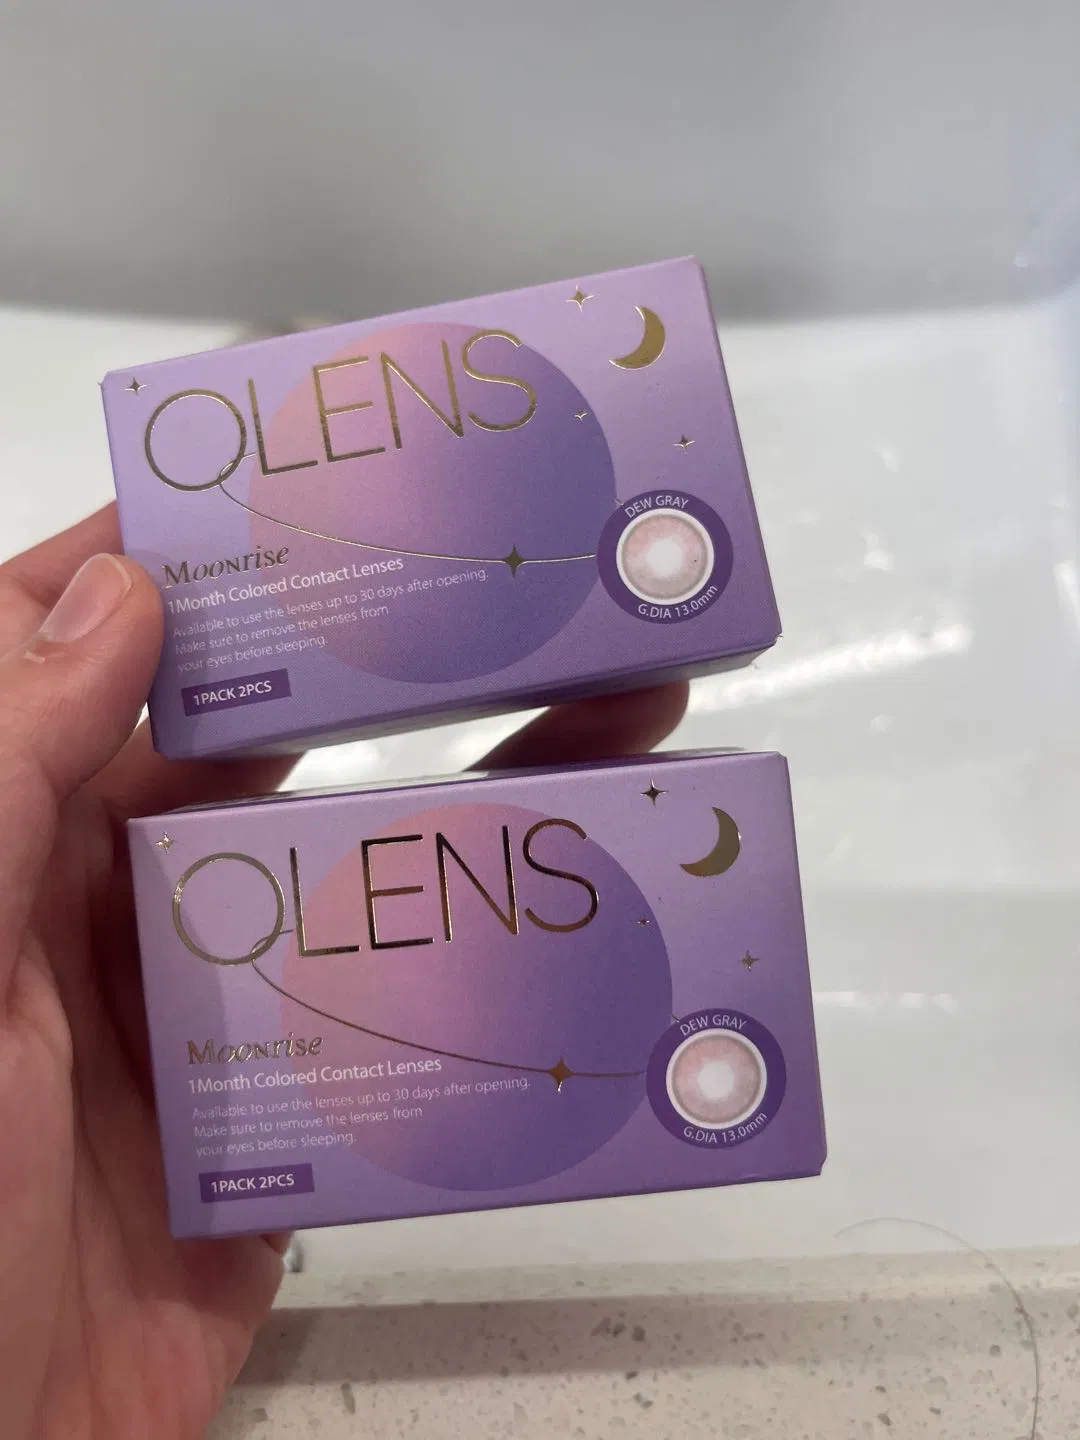 OLENS
DEW GRAY
G.DIA 13.0mm
Moonrise
1Month Colored Contact Lenses
Available to use the lenses up to 30 days after opening.
Make sure to remove the lenses from
your eyes before sleeping.
1PACK 2PCS
OLENS
DEW GRAY
G.DIA 13.0mm
Moonrise
1Month Colored Contact Lenses
Available to use the lenses up to 30 days after opening.
Make sure to remove the lenses from
your eyes before sleeping.
1PACK 2PCS